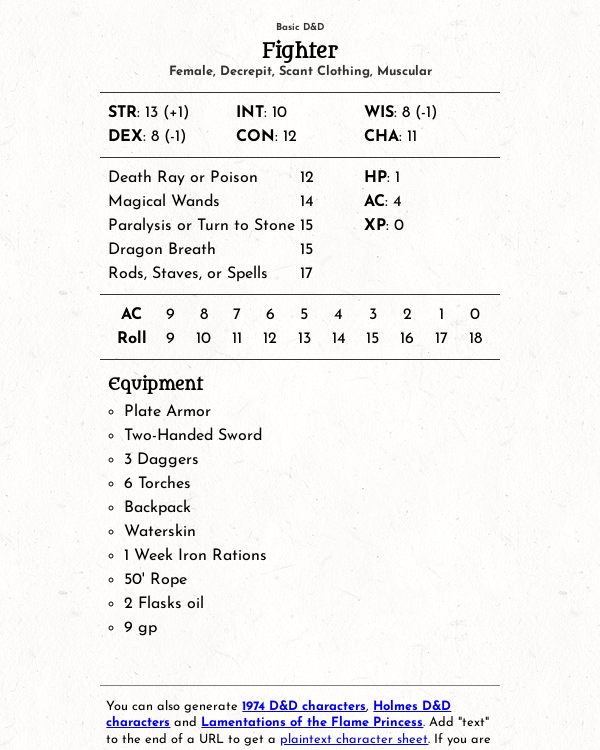 Basic D&D
Fighter
Female, Decrepit, Scant Clothing, Muscular
STR: 13 (+1) INT: 10 WIS: 8 (-1)
DEX: 8 (-1) CON: 12 CHA: 11
Death Ray or Poison 12 HP: 1
Magical Wands 14 AC: 4
Paralysis or Turn to Stone 15 XP: 0
Dragon Breath 15
Rods, Staves, or Spells 17
AC 9 8 7 6 5 4 3 2 1 0
Roll 9 10 11 12 13 14 15 16 17 18
Equipment
Plate Armor
Two-Handed Sword
3 Daggers
6 Torches
Backpack
Waterskin
1 Week Iron Rations
50' Rope
2 Flasks oil
9 gp
You can also generate 1974 D&D characters, Holmes D&D
characters and Lamentations of the Flame Princess. Add "text"
to the end of a URL to get a plaintext character sheet. If you are